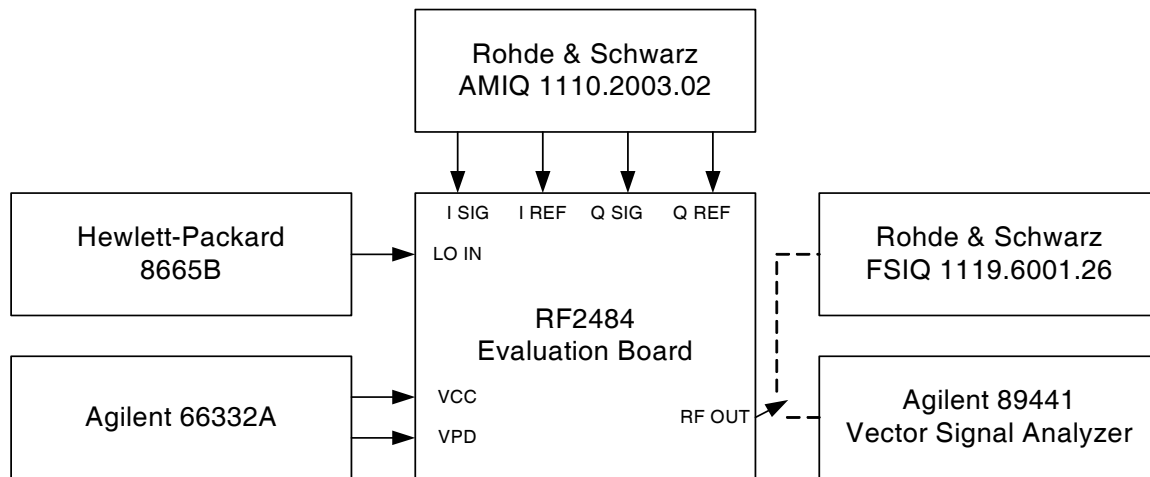 Rohde & Schwarz
AMIQ 1110.2003.02
I SIG I REF Q SIG Q REF
Hewlett-Packard
8665B
LO IN
Rohde & Schwarz
FSIQ 1119.6001.26
RF2484
Evaluation Board
Agilent 66332A
VCC
VPD
RF OUT
Agilent 89441
Vector Signal Analyzer